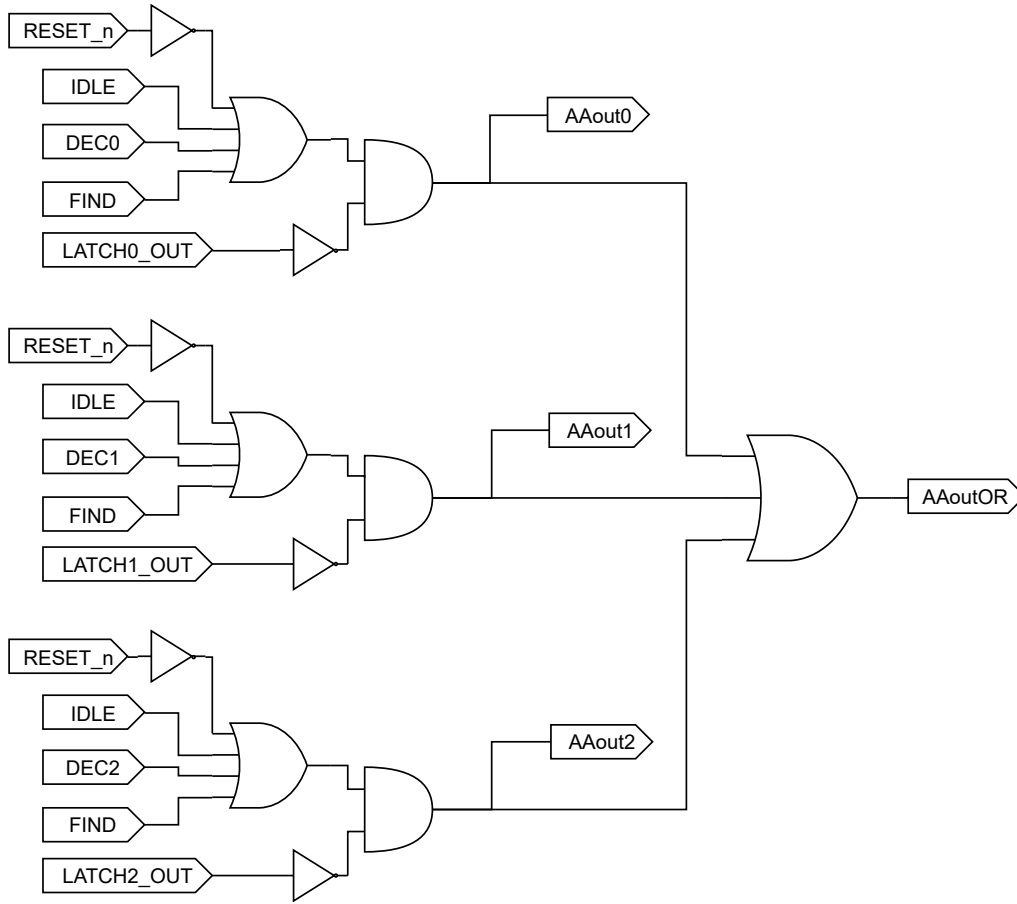 RESET_n
IDLE
DEC0
FIND
LATCH0_OUT
AAout0
RESET_n
IDLE
DEC1
FIND
LATCH1_OUT
AAout1
AAoutOR
RESET_n
IDLE
DEC2
FIND
LATCH2_OUT
AAout2